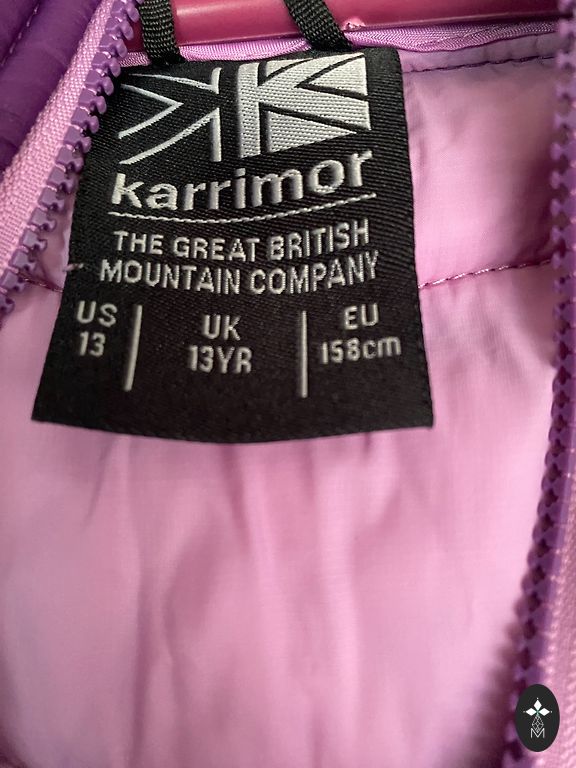 karrimor
THE GREAT BRITISH
MOUNTAIN COMPANY
US
13
UK
13YR
EU
158cm
M